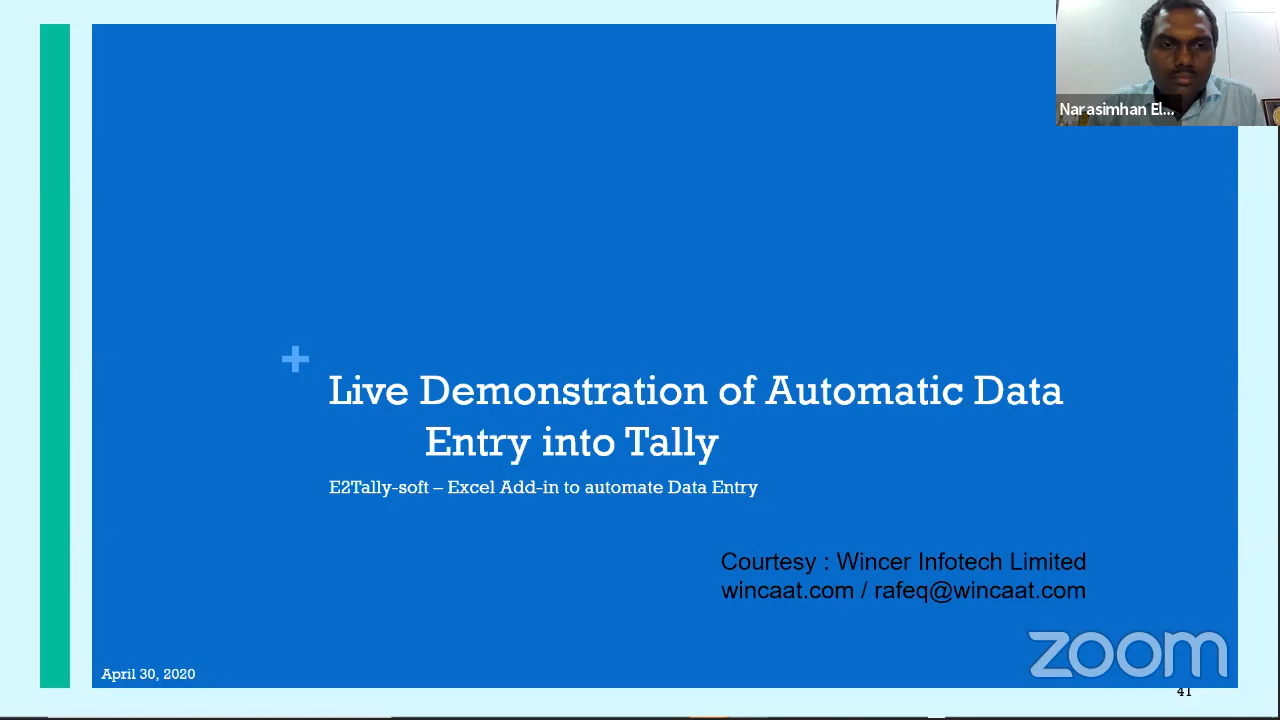 Narasimhan El...
Live Demonstration of Automatic Data
Entry into Tally
E2Tally-soft – Excel Add-in to automate Data Entry
Courtesy : Wincer Infotech Limited
wincaat.com / rafeq@wincaat.com
zoom
April 30, 2020
41